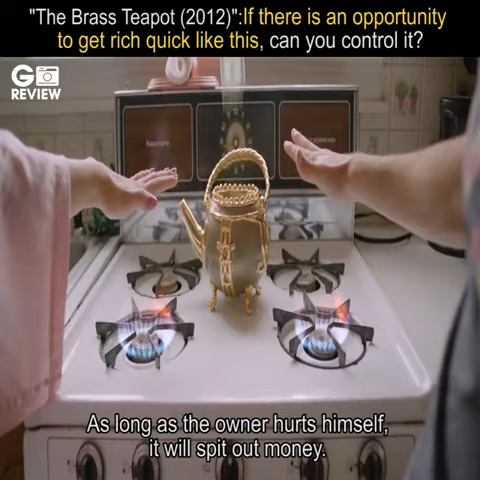 "The Brass Teapot (2012)":If there is an opportunity
to get rich quick like this, can you control it?
GO
REVIEW
As long as the owner hurts himself,
it will spit out money.